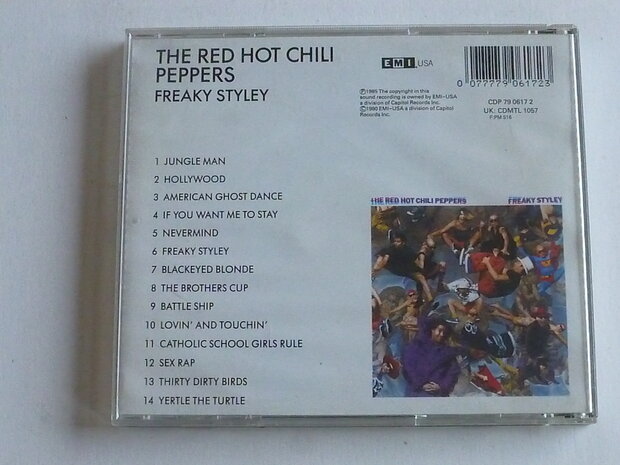 THE RED HOT CHILI
PEPPERS
FREAKY STYLEY
EMI USA
℗1985 The copyright in this
sound recording is owned by EMI-USA
a division of Capitol Records Inc.
©1990 EMI-USA a division of Capitol
Records Inc.
0 077779 061723
CDP 79 0617 2
UK: CDMTL 1057
F:PM 516
1 JUNGLE MAN
2 HOLLYWOOD
3 AMERICAN GHOST DANCE
4 IF YOU WANT ME TO STAY
5 NEVERMIND
6 FREAKY STYLEY
7 BLACKEYED BLONDE
8 THE BROTHERS CUP
9 BATTLE SHIP
10 LOVIN' AND TOUCHIN'
11 CATHOLIC SCHOOL GIRLS RULE
12 SEX RAP
13 THIRTY DIRTY BIRDS
14 YERTLE THE TURTLE
THE RED HOT CHILI PEPPERS FREAKY STYLEY